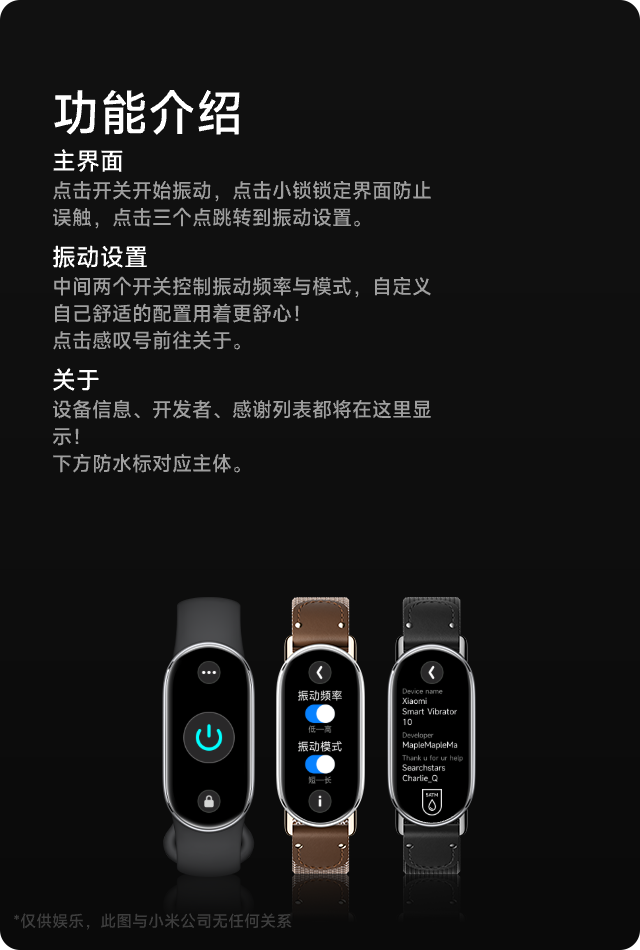 功能介绍
主界面
点击开关开始振动，点击小锁锁定界面防止
误触，点击三个点跳转到振动设置。
振动设置
中间两个开关控制振动频率与模式，自定义
自己舒适的配置用着更舒心！
点击感叹号前往关于。
关于
设备信息、开发者、感谢列表都将在这里显
示！
下方防水标对应主体。
振动频率
低—高
振动模式
短—长
Device name
Xiaomi
Smart Vibrator
10
Developer
MapleMapleMa
Thank u for ur help
Searchstars
Charlie_Q
5ATM
*仅供娱乐，此图与小米公司无任何关系